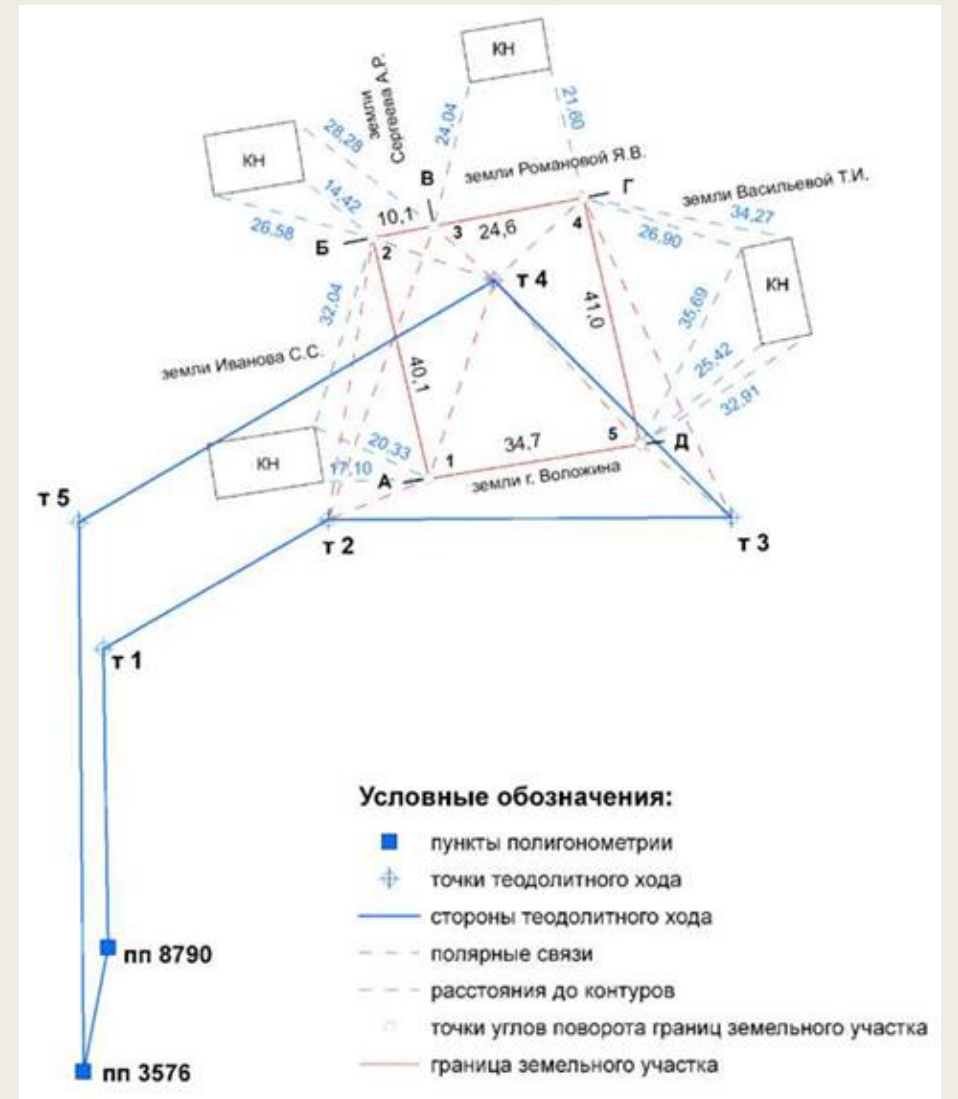 КН
земли
Сергеева А.Р.
28,28
24,04
21,60
КН
В
земли Романовой Я.В.
14,42
10,1
Г
земли Васильевой Т.И.
26,58
Б
2
3
24,6
4
26,90
34,27
т 4
КН
32,04
41,0
35,69
земли Иванова С.С.
40,1
25,42
32,91
20,33
34,7
5
Д
КН
17,10
А
1
земли г. Воложина
т 5
т 2
т 3
т 1
Условные обозначения:
пункты полигонометрии
точки теодолитного хода
стороны теодолитного хода
полярные связи
пп 8790
расстояния до контуров
точки углов поворота границ земельного участка
граница земельного участка
пп 3576